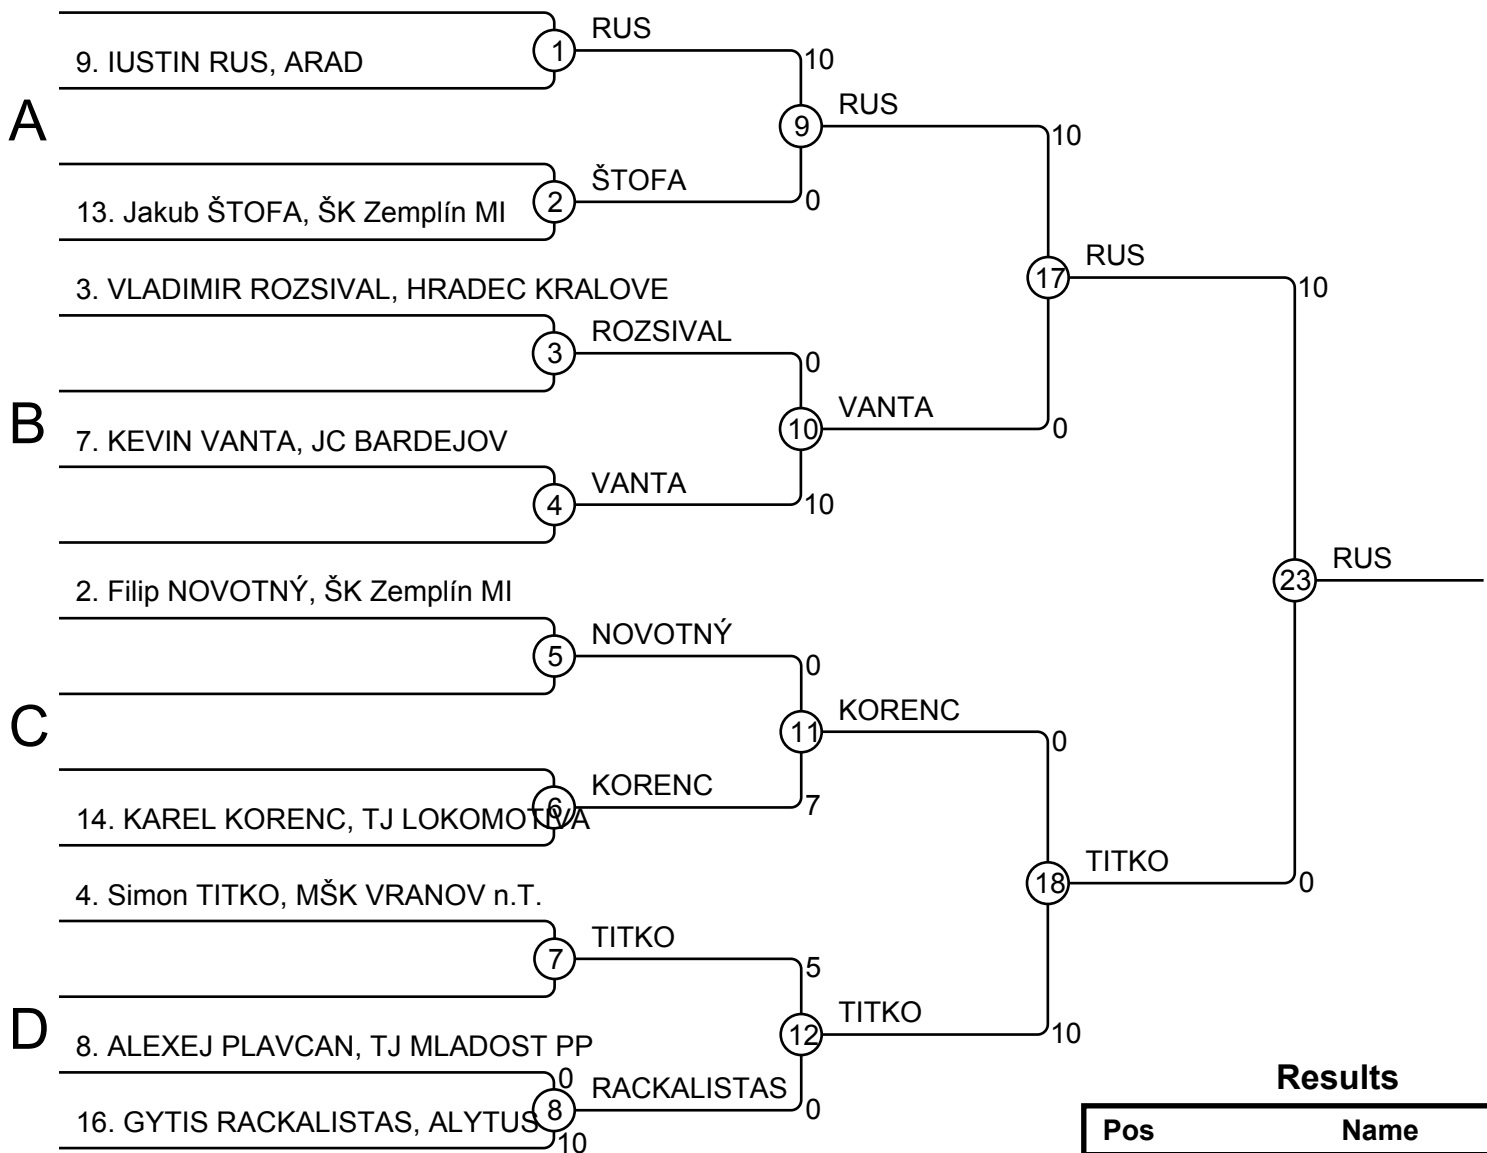 RUS
9. IUSTIN RUS, ARAD
1
10
A
RUS
9
10
ŠTOFA
13. Jakub ŠTOFA, ŠK Zemplín MI
2
0
RUS
17
10
3. VLADIMIR ROZSIVAL, HRADEC KRALOVE
ROZSIVAL
3
0
B
VANTA
10
0
7. KEVIN VANTA, JC BARDEJOV
VANTA
4
10
RUS
23
2. Filip NOVOTNÝ, ŠK Zemplín MI
NOVOTNÝ
5
0
C
KORENC
11
0
KORENC
14. KAREL KORENC, TJ LOKOMOTIVA
6
7
TITKO
18
0
4. Simon TITKO, MŠK VRANOV n.T.
TITKO
7
5
D
TITKO
12
10
8. ALEXEJ PLAVCAN, TJ MLADOST PP
0
RACKALISTAS
16. GYTIS RACKALISTAS, ALYTUS
8
0
10
Results
Pos Name